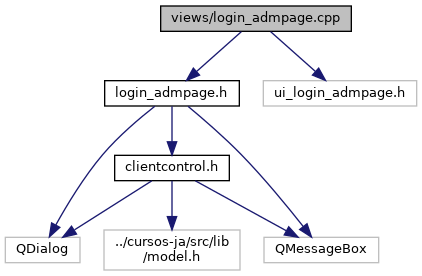 views/login_admpage.cpp
login_admpage.h
ui_login_admpage.h
clientcontrol.h
QDialog
../cursos-ja/src/lib
/model.h
QMessageBox